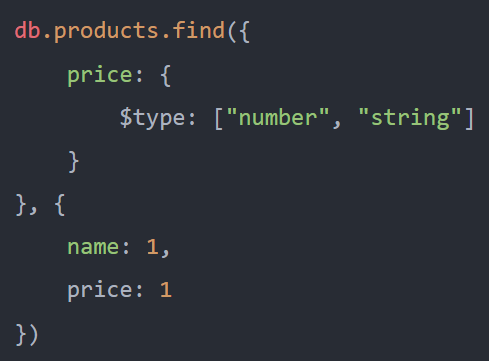 db.products.find({
    price: {
        $type: ["number", "string"]
    }
}, {
    name: 1,
    price: 1
})